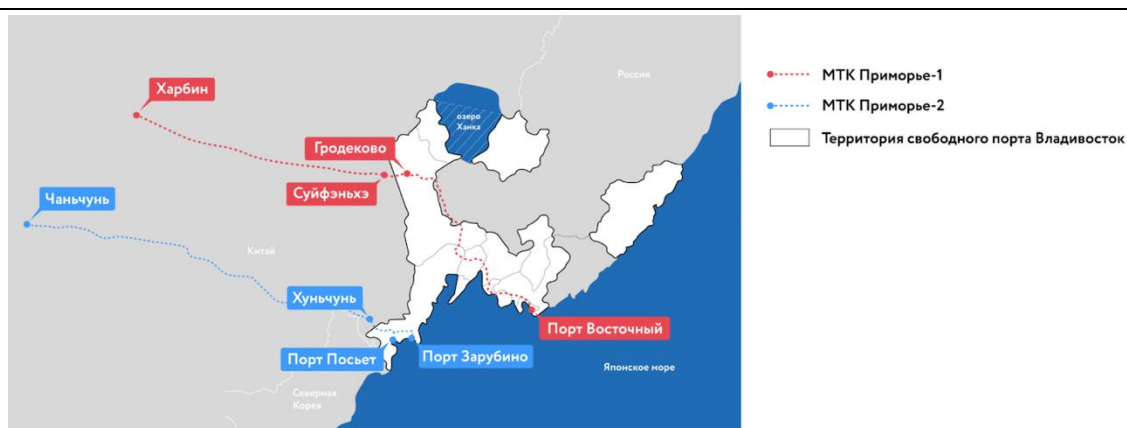 Россия
Харбин
озеро
Ханка
Гродеково
Суйфэньхэ
Чаньчунь
Китай
Хуньчунь
Порт Восточный
Порт Посьет
Порт Зарубино
Японское море
Северная
Корея
МТК Приморье-1
МТК Приморье-2
Территория свободного порта Владивосток